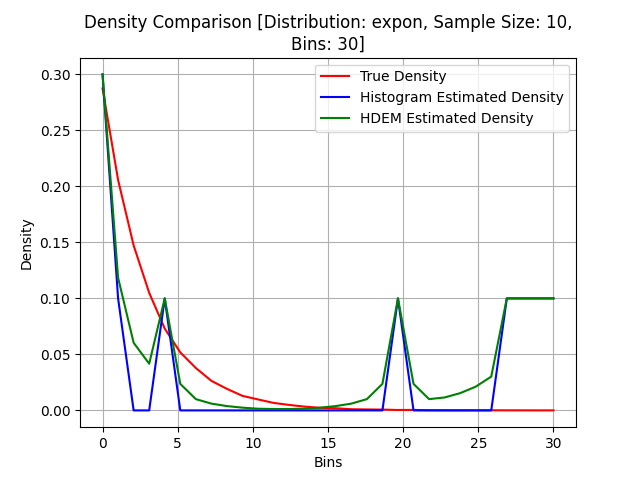 Density Comparison [Distribution: expon, Sample Size: 10,
Bins: 30]
True Density
Histogram Estimated Density
HDEM Estimated Density
Density
0.30
0.25
0.20
0.15
0.10
0.05
0.00
0 5 10 15 20 25 30
Bins